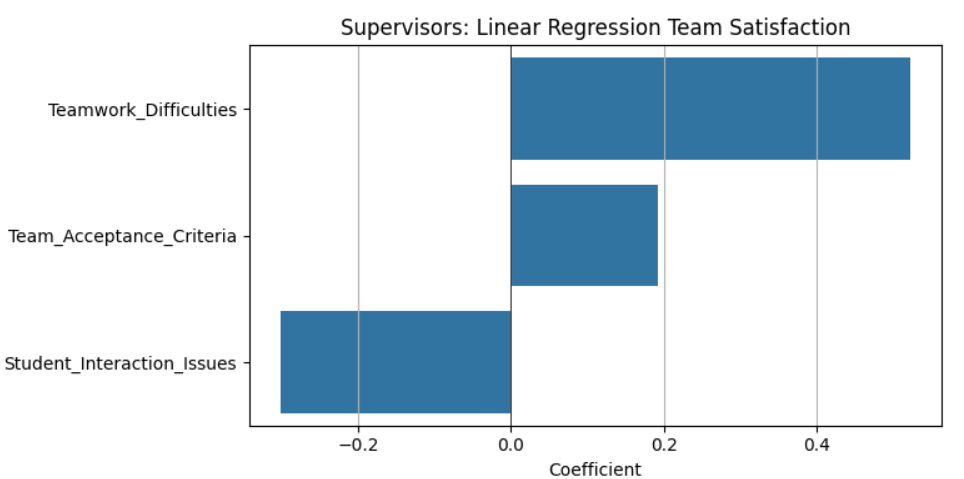 Supervisors: Linear Regression Team Satisfaction
Teamwork_Difficulties
Team_Acceptance_Criteria
Student_Interaction_Issues
−0.2 0.0 0.2 0.4
Coefficient